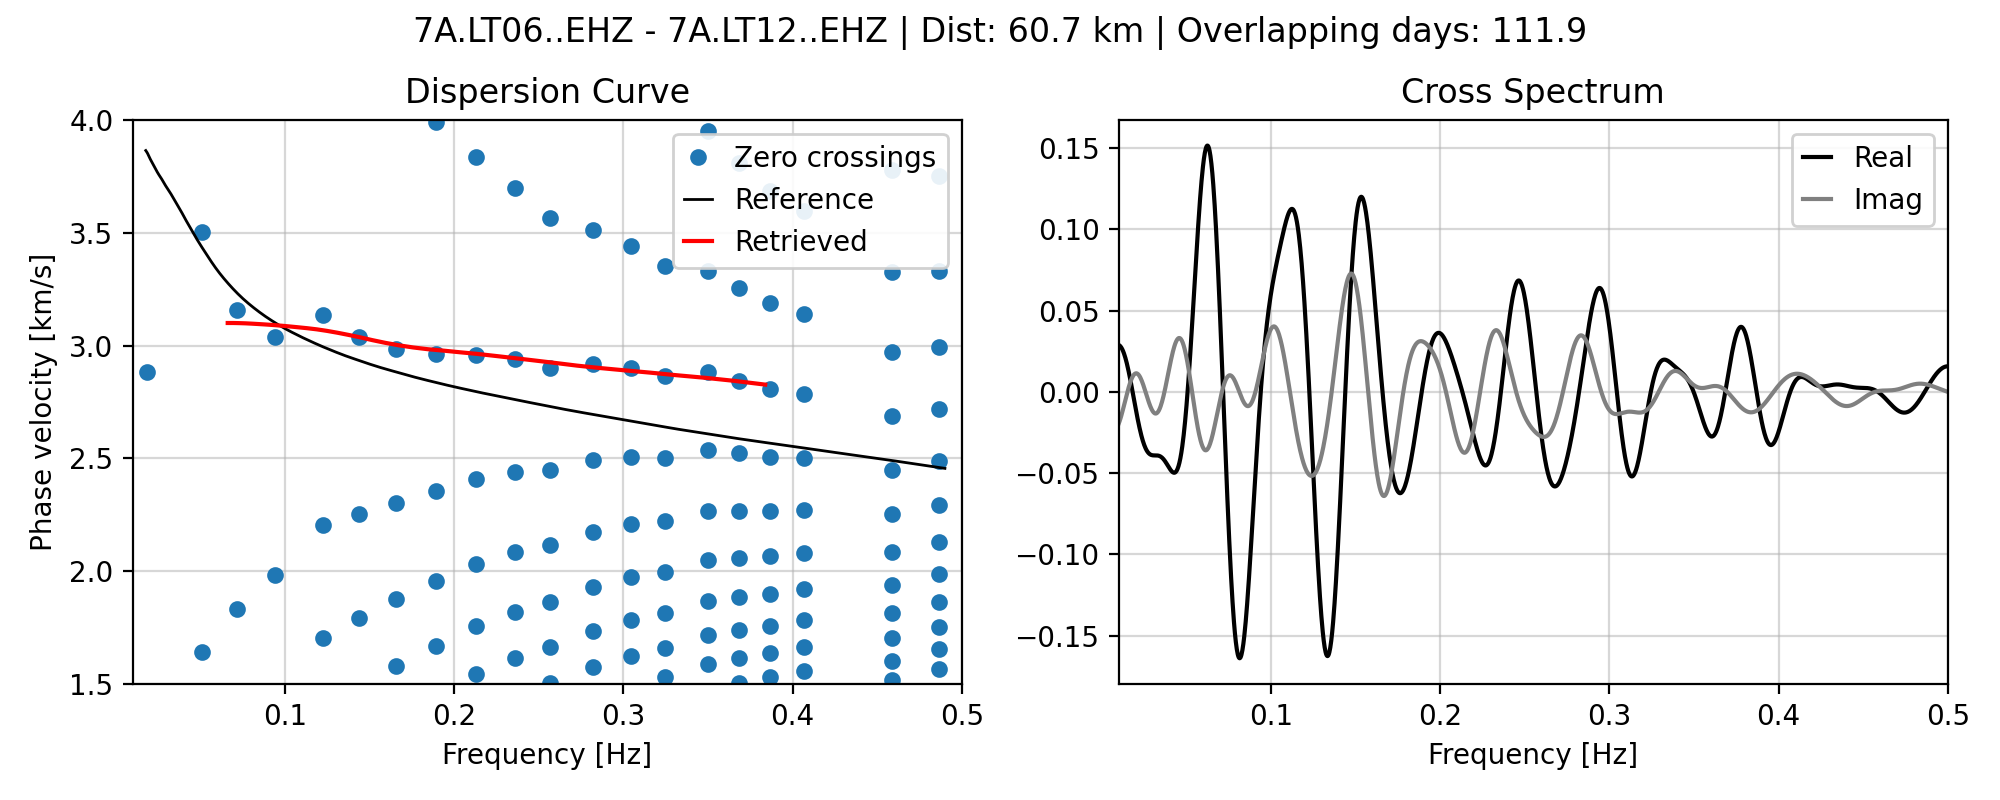 7A.LT06..EHZ - 7A.LT12..EHZ | Dist: 60.7 km | Overlapping days: 111.9
Dispersion Curve
4.0
3.5
3.0
2.5
2.0
1.5
0.1
0.2
0.3
0.4
0.5
Frequency [Hz]
Phase velocity [km/s]
Zero crossings
Reference
Retrieved
Cross Spectrum
0.15
0.10
0.05
0.00
−0.05
−0.10
−0.15
0.1
0.2
0.3
0.4
0.5
Frequency [Hz]
Real
Imag